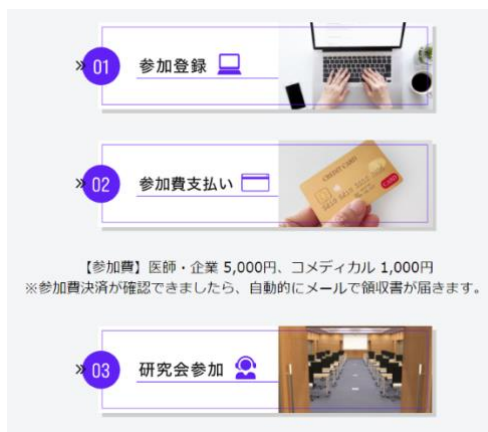 » 01 参加登録
» 02 参加費支払い
CREDIT CARD
【参加費】医師・企業 5,000円、コメディカル 1,000円
※参加費決済が確認できましたら、自動的にメールで領収書が届きます。
» 03 研究会参加